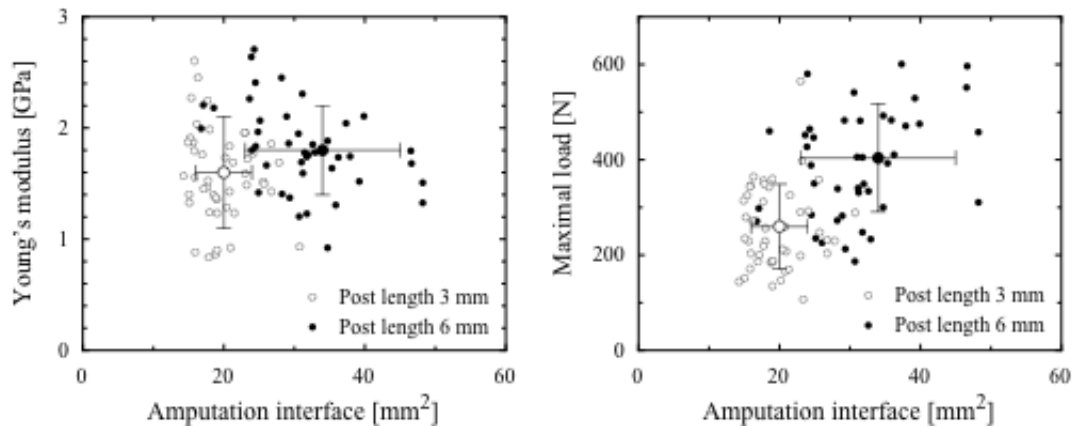 3
2
1
0
Young's modulus [GPa]
Post length 3 mm
Post length 6 mm
0 20 40 60
Amputation interface [mm²]
600
400
200
0
Maximal load [N]
Post length 3 mm
Post length 6 mm
0 20 40 60
Amputation interface [mm²]